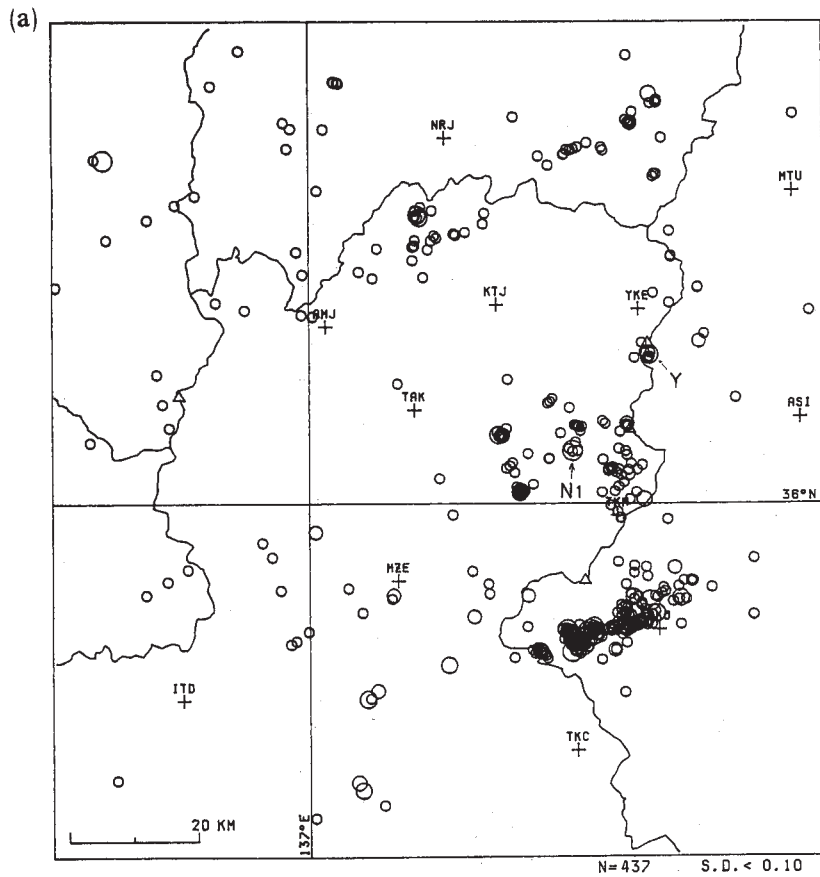 (a)
NRJ
MTU
KTJ
YKE
AMJ
Y
TAK
ASI
N1
36°N
MZE
ITD
TKC
20 KM
137°E
N=437 S.D.< 0.10